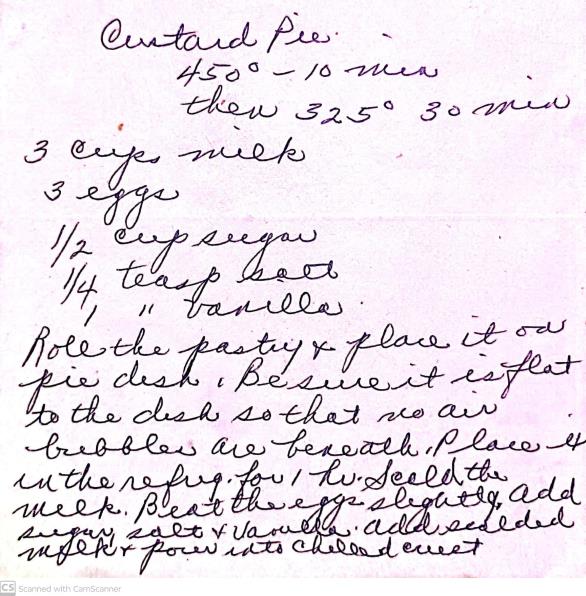 Custard Pie.
450° - 10 min
then 325° 30 min
3 cups milk
3 eggs
1/2 cup sugar
1/4 teasp salt
1 " vanilla
Roll the pastry & place it on
pie dish. Be sure it is flat
to the dish so that no air
bubbles are beneath. Place it
in the refrig. for 1 hr. Scald the
milk. Beat the eggs slightly, add
sugar, salt & vanilla. add scalded
milk & pour into chilled crust
CS Scanned with CamScanner